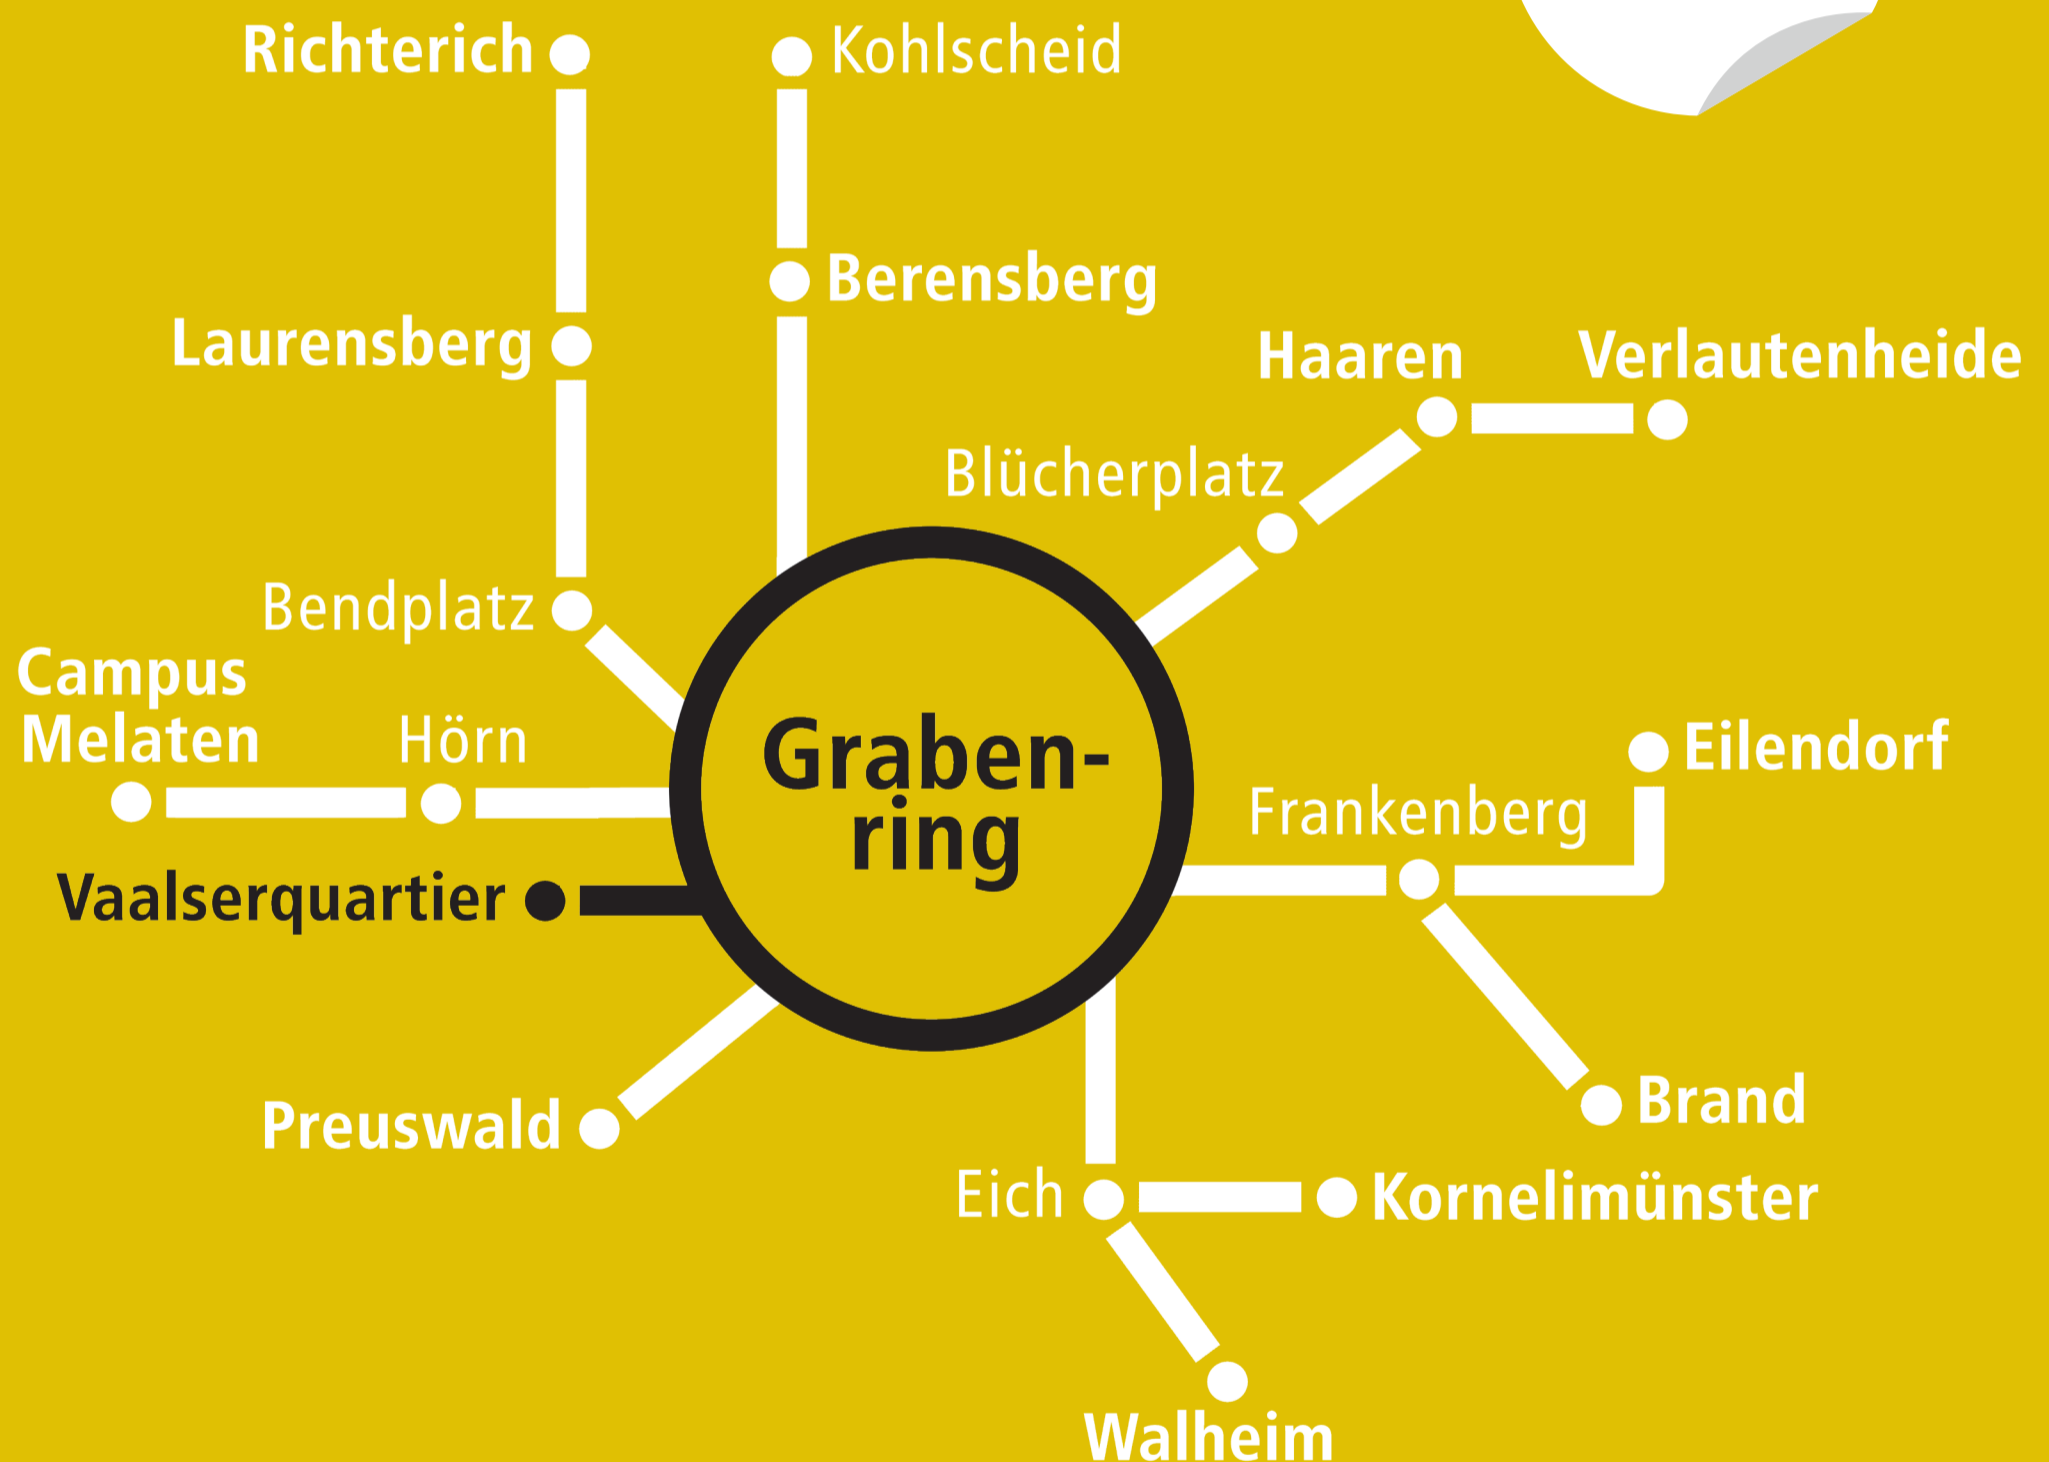 Richterich
Kohlscheid
Berensberg
Laurensberg
Haaren
Verlautenheide
Blücherplatz
Bendplatz
Campus
Melaten
Hörn
Graben-
ring
Eilendorf
Frankenberg
Vaalserquartier
Brand
Preuswald
Eich
Kornelimünster
Walheim